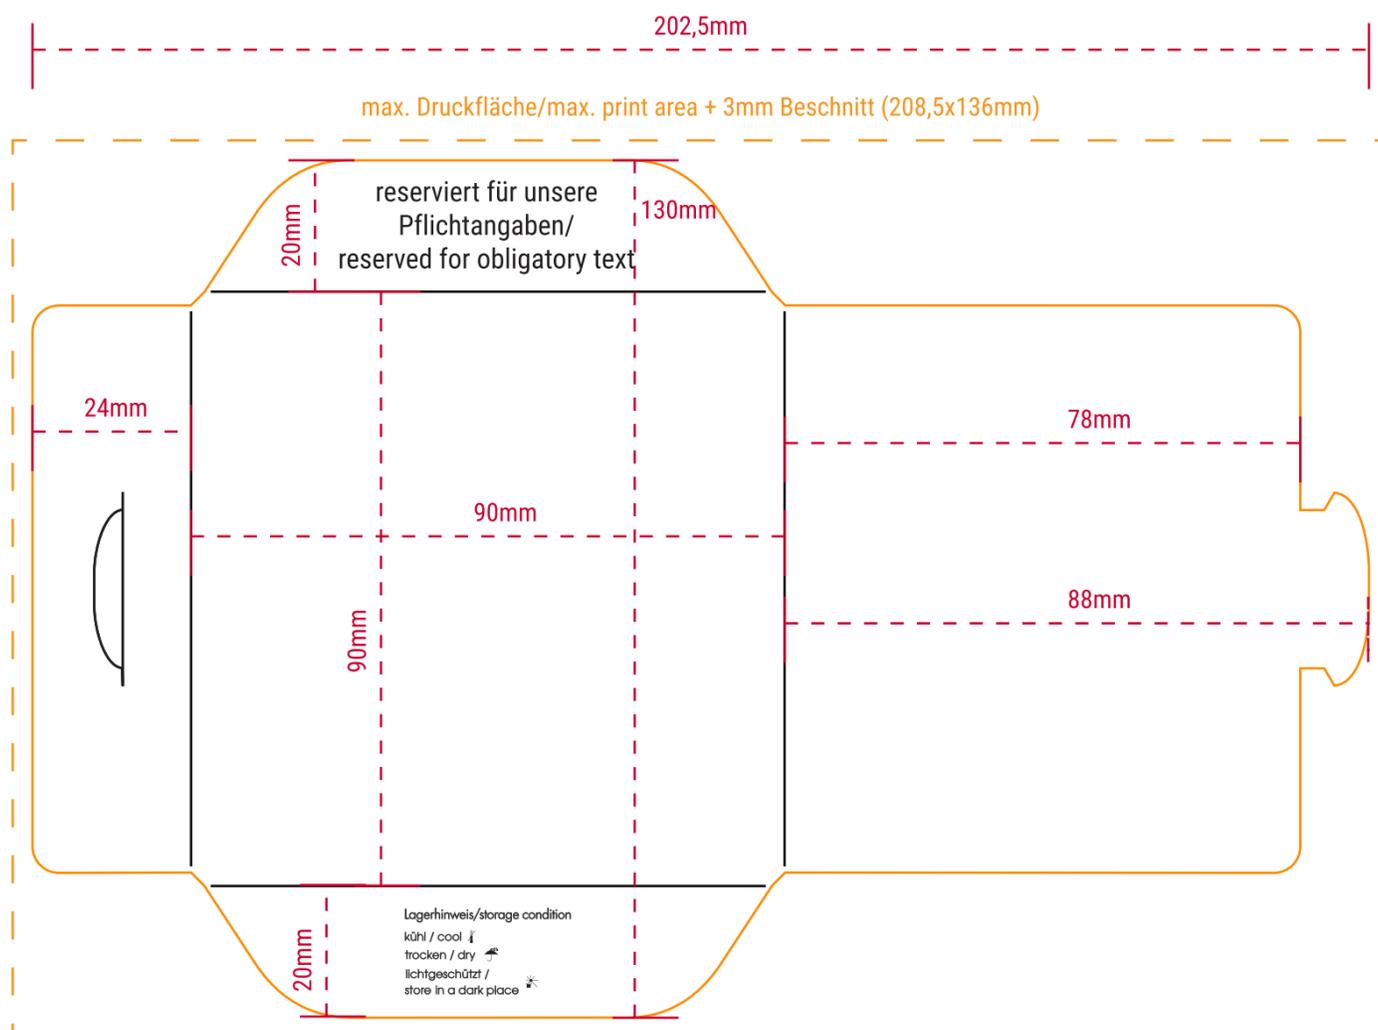 202,5mm
max. Druckfläche/max. print area + 3mm Beschnitt (208,5x136mm)
reserviert für unsere
Pflichtangaben/
reserved for obligatory text
20mm
130mm
24mm
78mm
90mm
88mm
90mm
Lagerhinweis/storage condition
kühl / cool
trocken / dry
lichtgeschützt /
store in a dark place
20mm